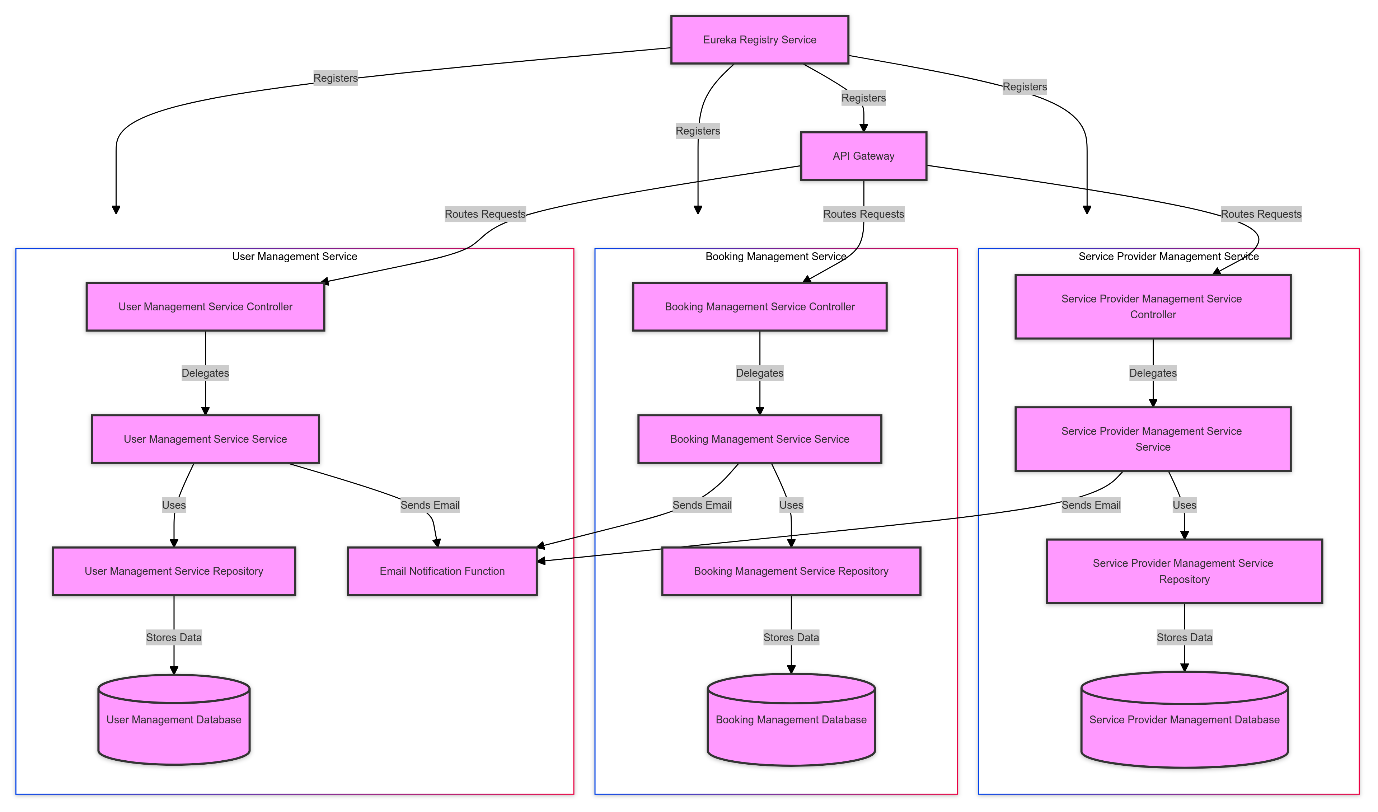 Eureka Registry Service
Registers
Registers
Registers
Registers
API Gateway
Routes Requests
Routes Requests
Routes Requests
User Management Service
Booking Management Service
Service Provider Management Service
User Management Service Controller
Booking Management Service Controller
Service Provider Management Service
Controller
Delegates
Delegates
Delegates
User Management Service Service
Booking Management Service Service
Service Provider Management Service
Service
Uses
Sends Email
Sends Email
Uses
Sends Email
Uses
User Management Service Repository
Email Notification Function
Booking Management Service Repository
Service Provider Management Service
Repository
Stores Data
Stores Data
Stores Data
User Management Database
Booking Management Database
Service Provider Management Database